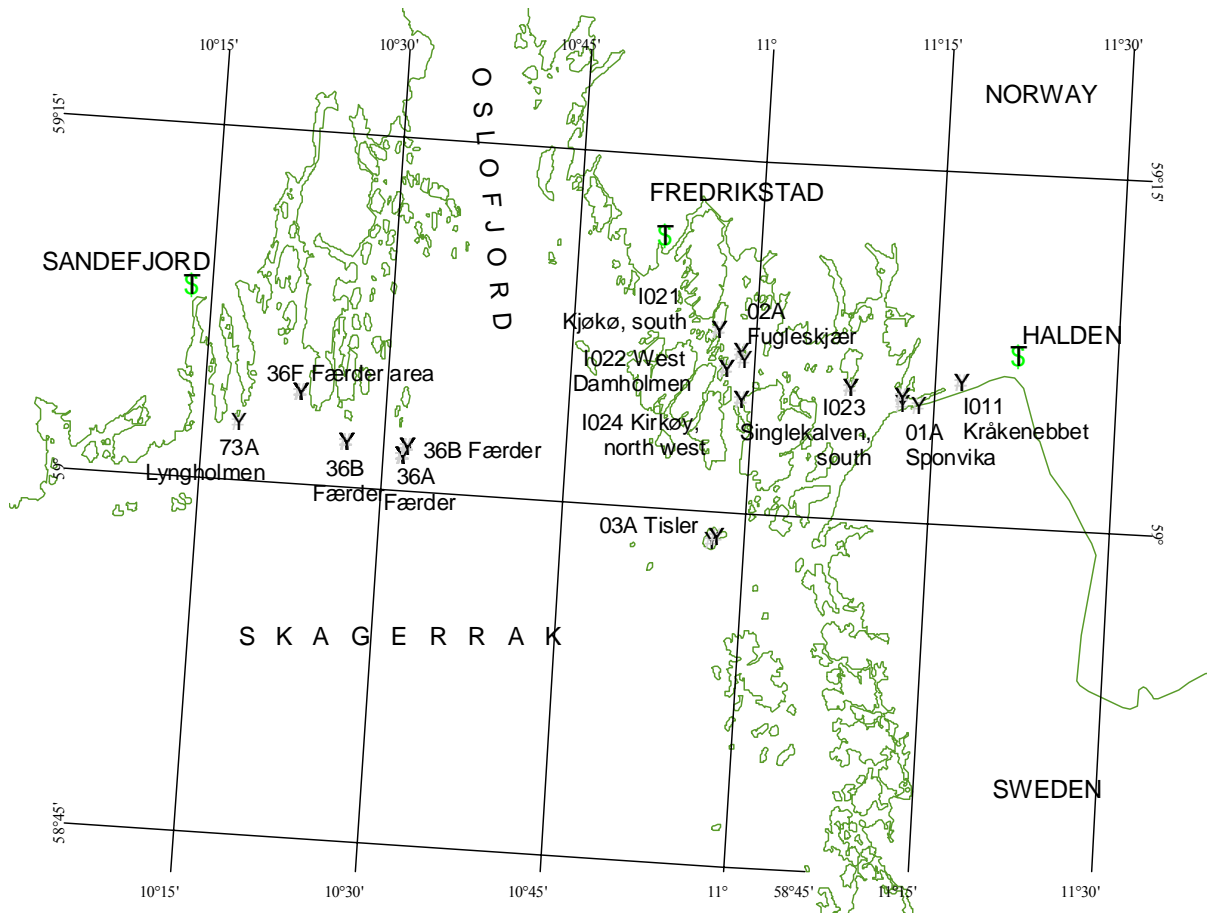 10°15'
10°30'
10°45'
11°
11°15'
11°30'
59°15'
NORWAY
OSLOFJORD
59°15'
FREDRIKSTAD
SANDEFJORD
I021
Kjøkö, south
02A
Fugleskjær
HALDEN
I022 West
Damholmen
36F Færder area
I024 Kirkøy,
north west
I023
Singlekalven,
south
I011
Kråkenebbet
01A
Sponvika
73A
Lyngholmen
36B
Færder
36B Færder
36A
Færder
59°
03A Tisler
59°
SKAGERRAK
SWEDEN
58°45'
10°15'
10°30'
10°45'
11°
58°45'
11°15'
11°30'